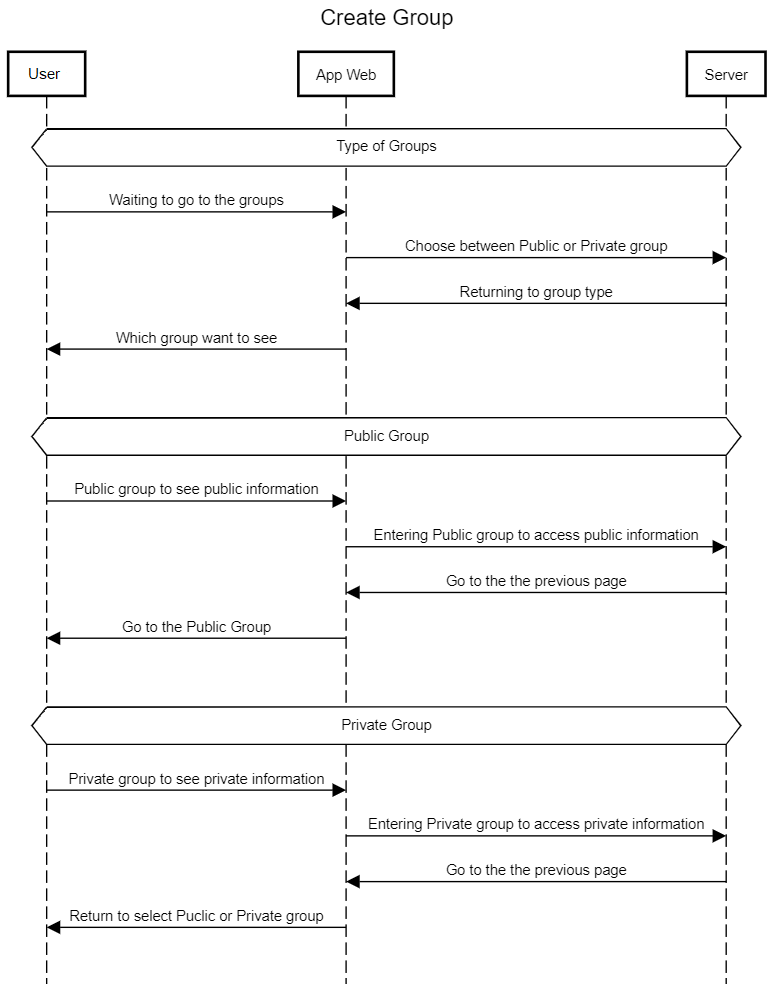 Create Group
User
App Web
Server
Type of Groups
Waiting to go to the groups
Choose between Public or Private group
Returning to group type
Which group want to see
Public Group
Public group to see public information
Entering Public group to access public information
Go to the the previous page
Go to the Public Group
Private Group
Private group to see private information
Entering Private group to access private information
Go to the the previous page
Return to select Puclic or Private group